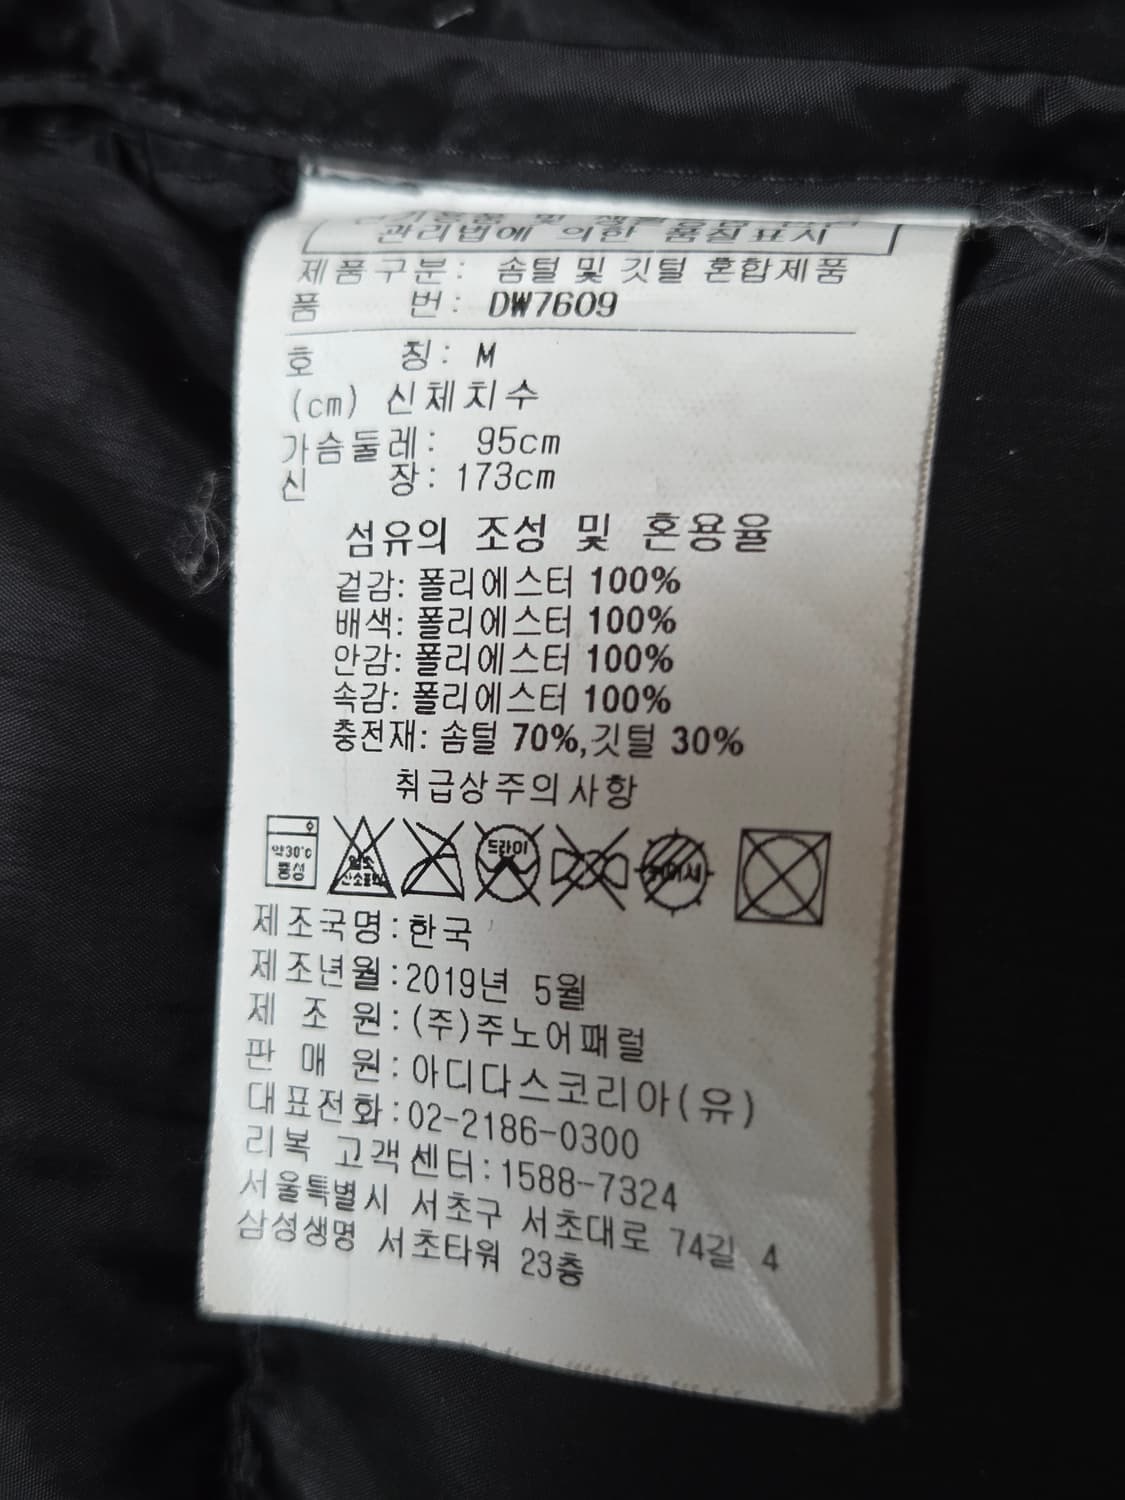 관리법에 의한 품질표시
제품구분: 솜털 및 깃털 혼합제품
품 번: DW7609
호 칭: M
(cm) 신체치수
가슴둘레: 95cm
신 장: 173cm
섬유의 조성 및 혼용율
겉감: 폴리에스터 100%
배색: 폴리에스터 100%
안감: 폴리에스터 100%
속감: 폴리에스터 100%
충전재: 솜털 70%,깃털 30%
취급상주의사항
약30℃ 중성
염소
드라이
제조국명:한국
제조년월:2019년 5월
제 조 원:(주)주노어패럴
판 매 원:아디다스코리아(유)
대표전화:02-2186-0300
리복 고객센터:1588-7324
서울특별시 서초구 서초대로 74길 4
삼성생명 서초타워 23층